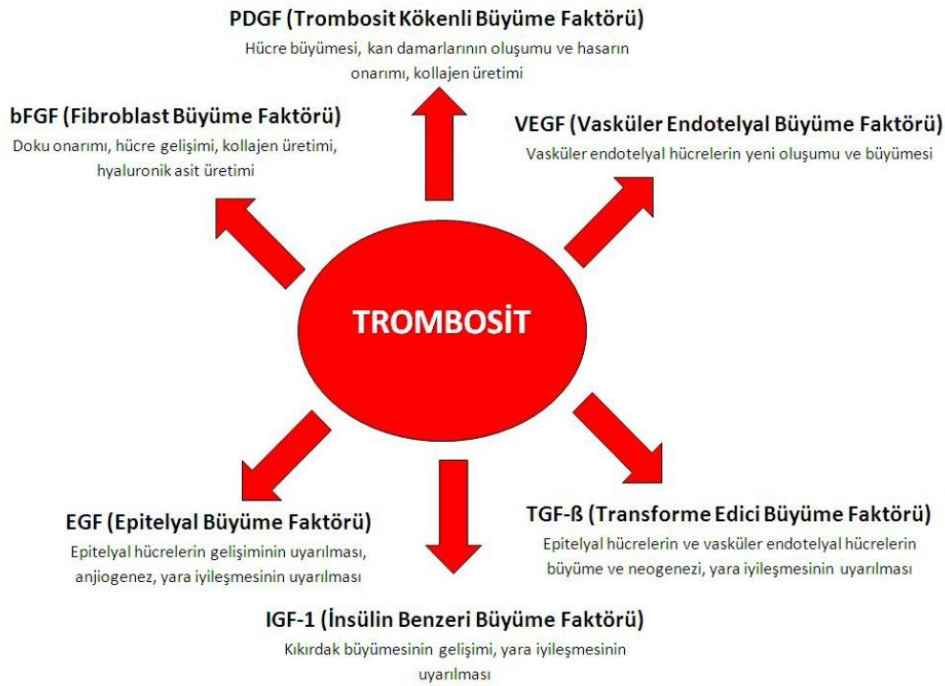 PDGF (Trombosit Kökenli Büyüme Faktörü)
Hücre büyümesi, kan damarlarının oluşumu ve hasarın
onarımı, kollajen üretimi
bFGF (Fibroblast Büyüme Faktörü)
Doku onarımı, hücre gelişimi, kollajen üretimi,
hyaluronik asit üretimi
VEGF (Vasküler Endotelyal Büyüme Faktörü)
Vasküler endotelyal hücrelerin yeni oluşumu ve büyümesi
TROMBOSİT
EGF (Epitelyal Büyüme Faktörü)
Epitelyal hücrelerin gelişiminin uyarılması,
anjiogenez, yara iyileşmesinin uyarılması
TGF-ß (Transforme Edici Büyüme Faktörü)
Epitelyal hücrelerin ve vasküler endotelyal hücrelerin
büyüme ve neogenezi, yara iyileşmesinin uyarılması
IGF-1 (İnsülin Benzeri Büyüme Faktörü)
Kıkırdak büyümesinin gelişimi, yara iyileşmesinin
uyarılması